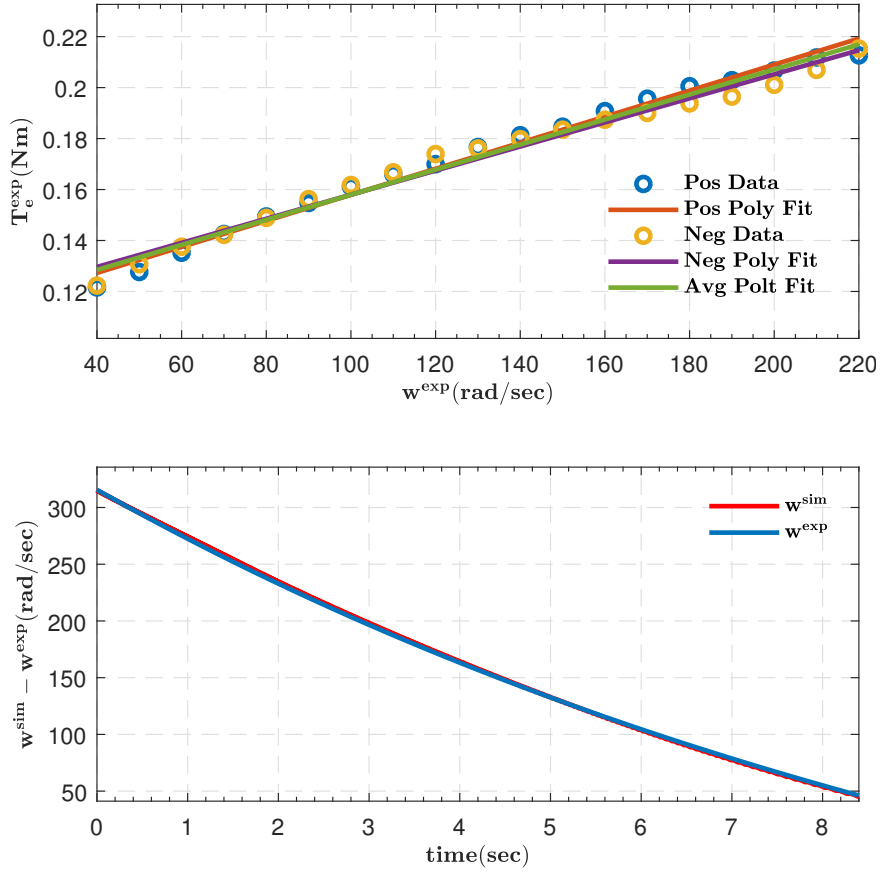 0.22
0.2
0.18
0.16
0.14
0.12
T_e^exp(Nm)
Pos Data
Pos Poly Fit
Neg Data
Neg Poly Fit
Avg Polt Fit
40 60 80 100 120 140 160 180 200 220
w^exp(rad/sec)
300
250
200
150
100
50
w^sim − w^exp(rad/sec)
w^sim
w^exp
0 1 2 3 4 5 6 7 8
time(sec)